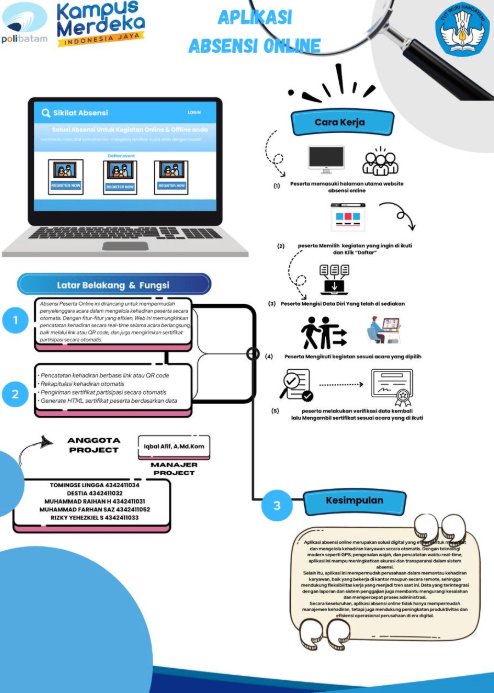 polibatam
Kampus
Merdeka
INDONESIA JAYA
APLIKASI
ABSENSI ONLINE
TUT WURI HANDAYANI
Sikilat Absensi
LOGIN
Solusi Absensi Untuk Kegiatan Online & Offline anda
Daftar acara
REGISTER NOW
REGISTER NOW
REGISTER NOW
Cara Kerja
(1) Peserta memasuki halaman utama website
absensi online
(2) peserta Memilih kegiatan yang ingin di ikuti
dan Klik "Daftar"
(3) Peserta Mengisi Data Diri Yang telah di sediakan
(4) Peserta Mengikuti kegiatan sesuai acara yang dipilih
(5) peserta melakukan verifikasi data kembali
lalu Mengambil sertifikat sesuai acara yang di ikuti
Latar Belakang & Fungsi
1
Absensi Peserta Online ini dirancang untuk mempermudah
penyelenggara acara dalam mengelola kehadiran peserta secara
otomatis. Dengan fitur-fitur yang efisien, Web ini memungkinkan
pencatatan kehadiran secara real-time selama acara berlangsung,
baik melalui link atau QR code, dan juga mengirimkan sertifikat
partisipasi secara otomatis.
2
• Pencatatan kehadiran berbasis link atau QR code
• Rekapitulasi kehadiran otomatis
• Pengiriman sertifikat partisipasi secara otomatis
• Generate HTML sertifikat peserta berdasarkan data
ANGGOTA
PROJECT
Iqbal Afif, A.Md.Kom
MANAJER
PROJECT
TOMINGSE LINGGA 4342411034
DESTIA 4342411032
MUHAMMAD RAIHAN H 4342411031
MUHAMMAD FARHAN SAZ 4342411052
RIZKY YEHEZKIEL S 4342411033
3
Kesimpulan
Aplikasi absensi online merupakan solusi digital yang untuk
dan mengelola kehadiran karyawan secara otomatis. Dengan teknologi
modern seperti GPS, pengenalan wajah, dan pencatatan waktu real-time,
aplikasi ini mampu meningkatkan akurasi dan transparansi dalam sistem
absensi.
Selain itu, aplikasi ini mempermudah perusahaan dalam memantau kehadiran
karyawan, baik yang bekerja di kantor maupun secara remote, sehingga
mendukung fleksibilitas kerja yang menjadi tren saat ini. Data yang terintegrasi
dengan laporan dan sistem penggajian juga membantu mengurangi kesalahan
dan mempercepat proses administrasi.
Secara keseluruhan, aplikasi absensi online tidak hanya mempermudah
manajemen kehadiran, tetapi juga mendukung peningkatan produktivitas dan
efisiensi operasional perusahaan di era digital.